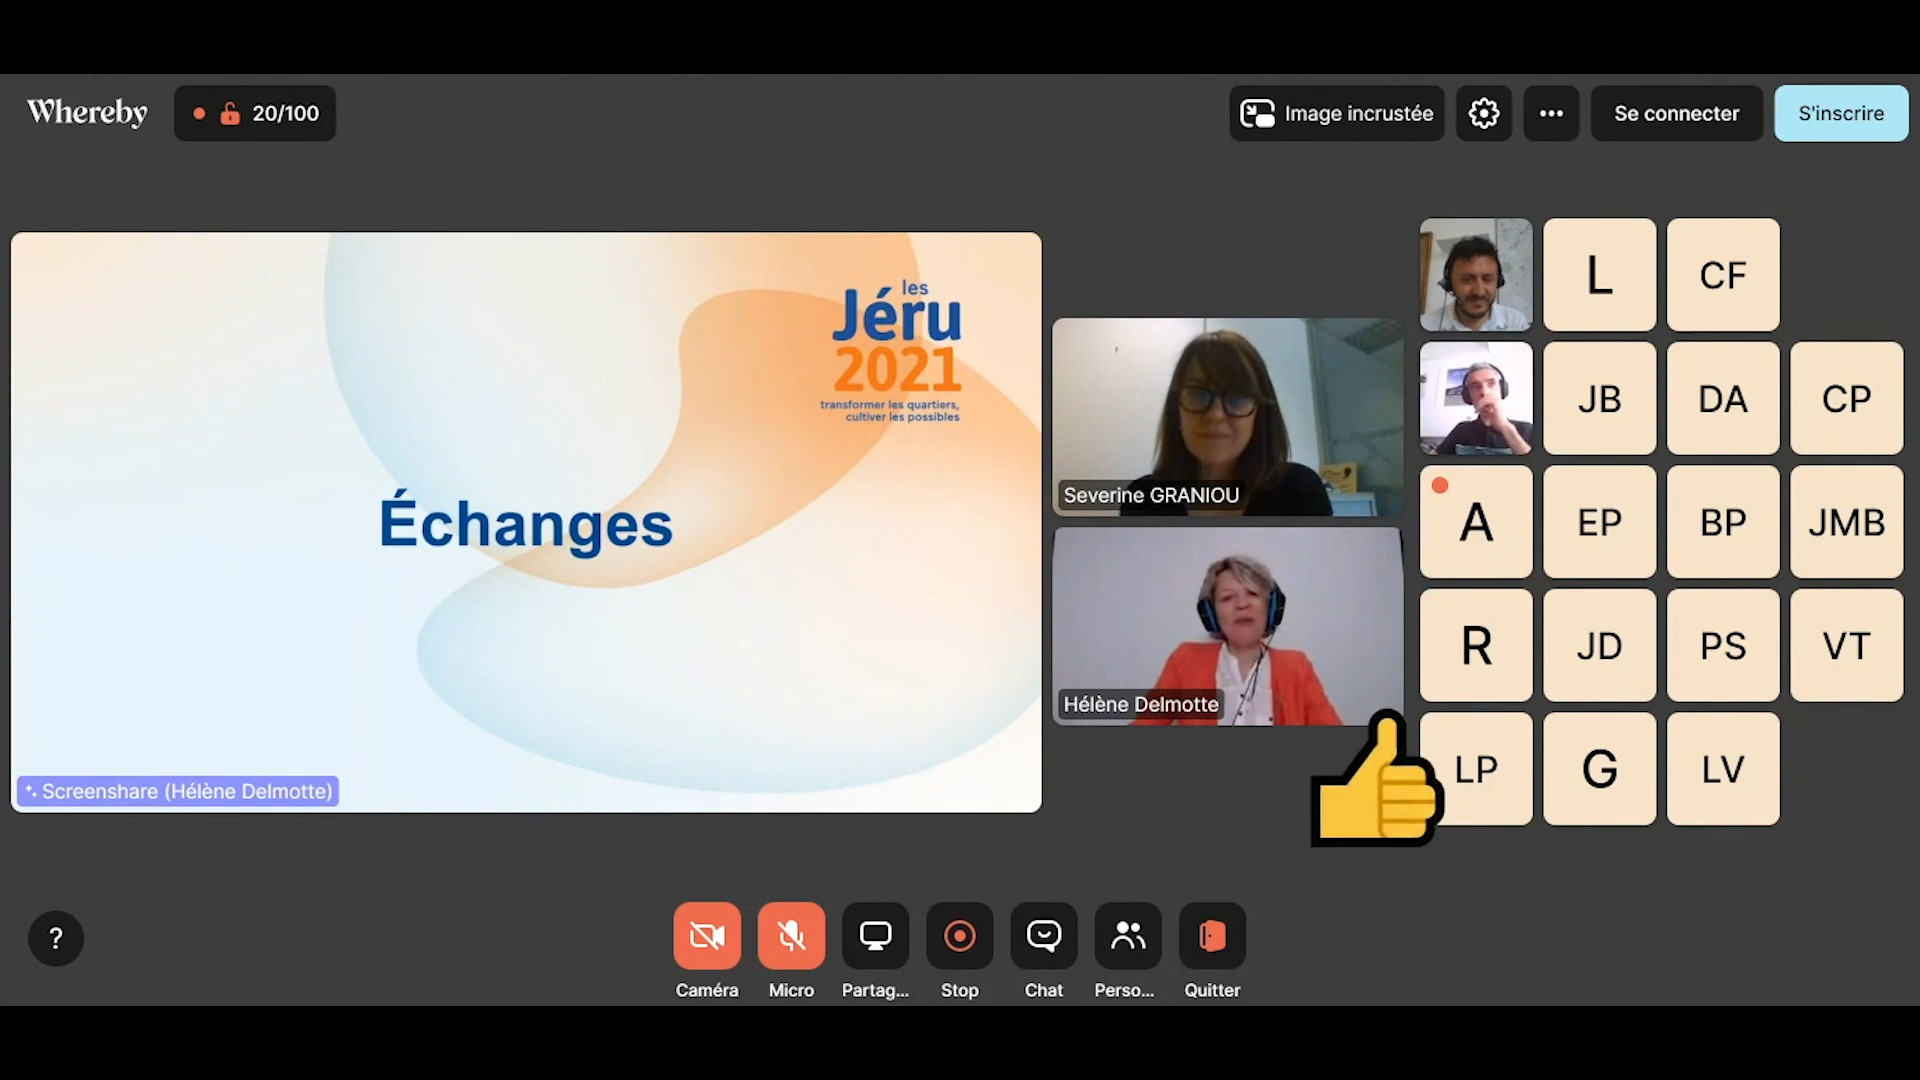 Whereby
20/100
Image incrustée
Se connecter
S'inscrire
les
Jéru
2021
transformer les quartiers,
cultiver les possibles
Échanges
Screenshare (Hélène Delmotte)
Severine GRANIOU
Hélène Delmotte
L
CF
JB
DA
CP
A
EP
BP
JMB
R
JD
PS
VT
LP
G
LV
?
Caméra
Micro
Partag...
Stop
Chat
Perso...
Quitter